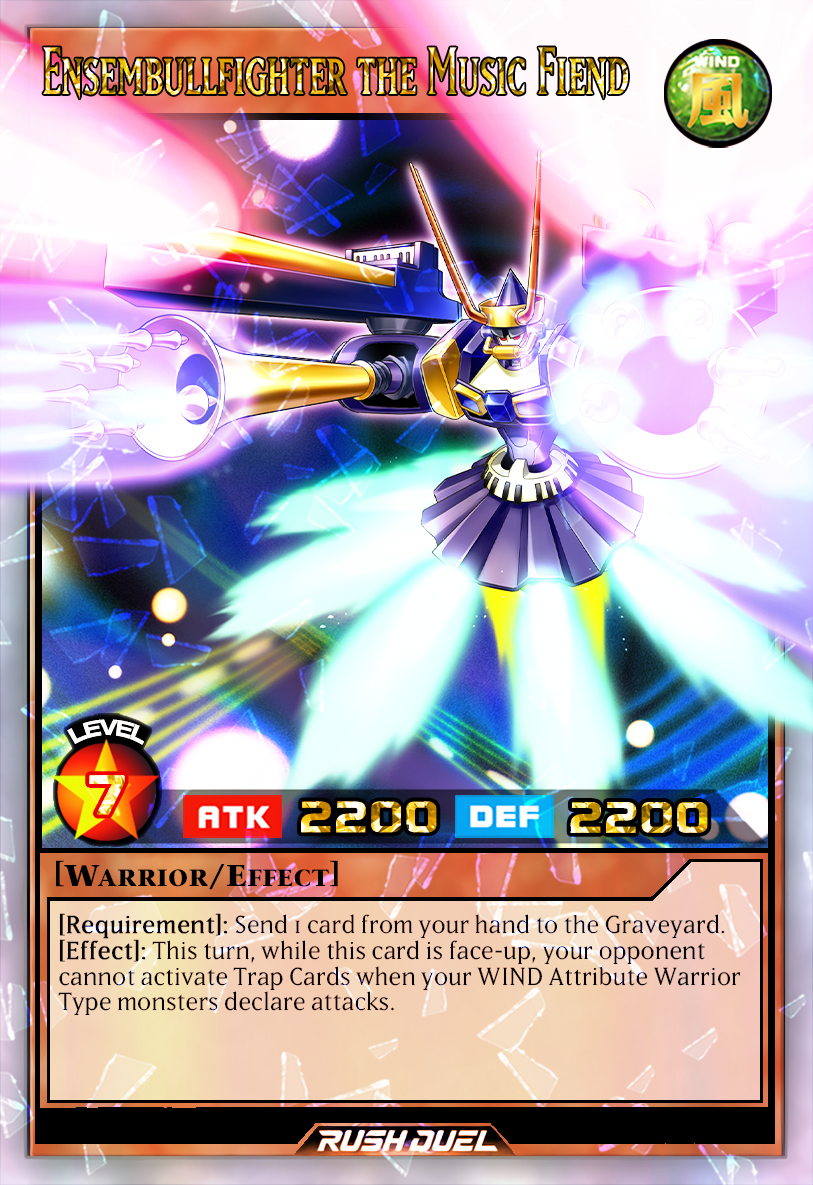 Ensembullfighter the Music Fiend
WIND
風
LEVEL
7
ATK 2200 DEF 2200
[Warrior/Effect]
[Requirement]: Send 1 card from your hand to the Graveyard.
[Effect]: This turn, while this card is face-up, your opponent
cannot activate Trap Cards when your WIND Attribute Warrior
Type monsters declare attacks.
RUSH DUEL